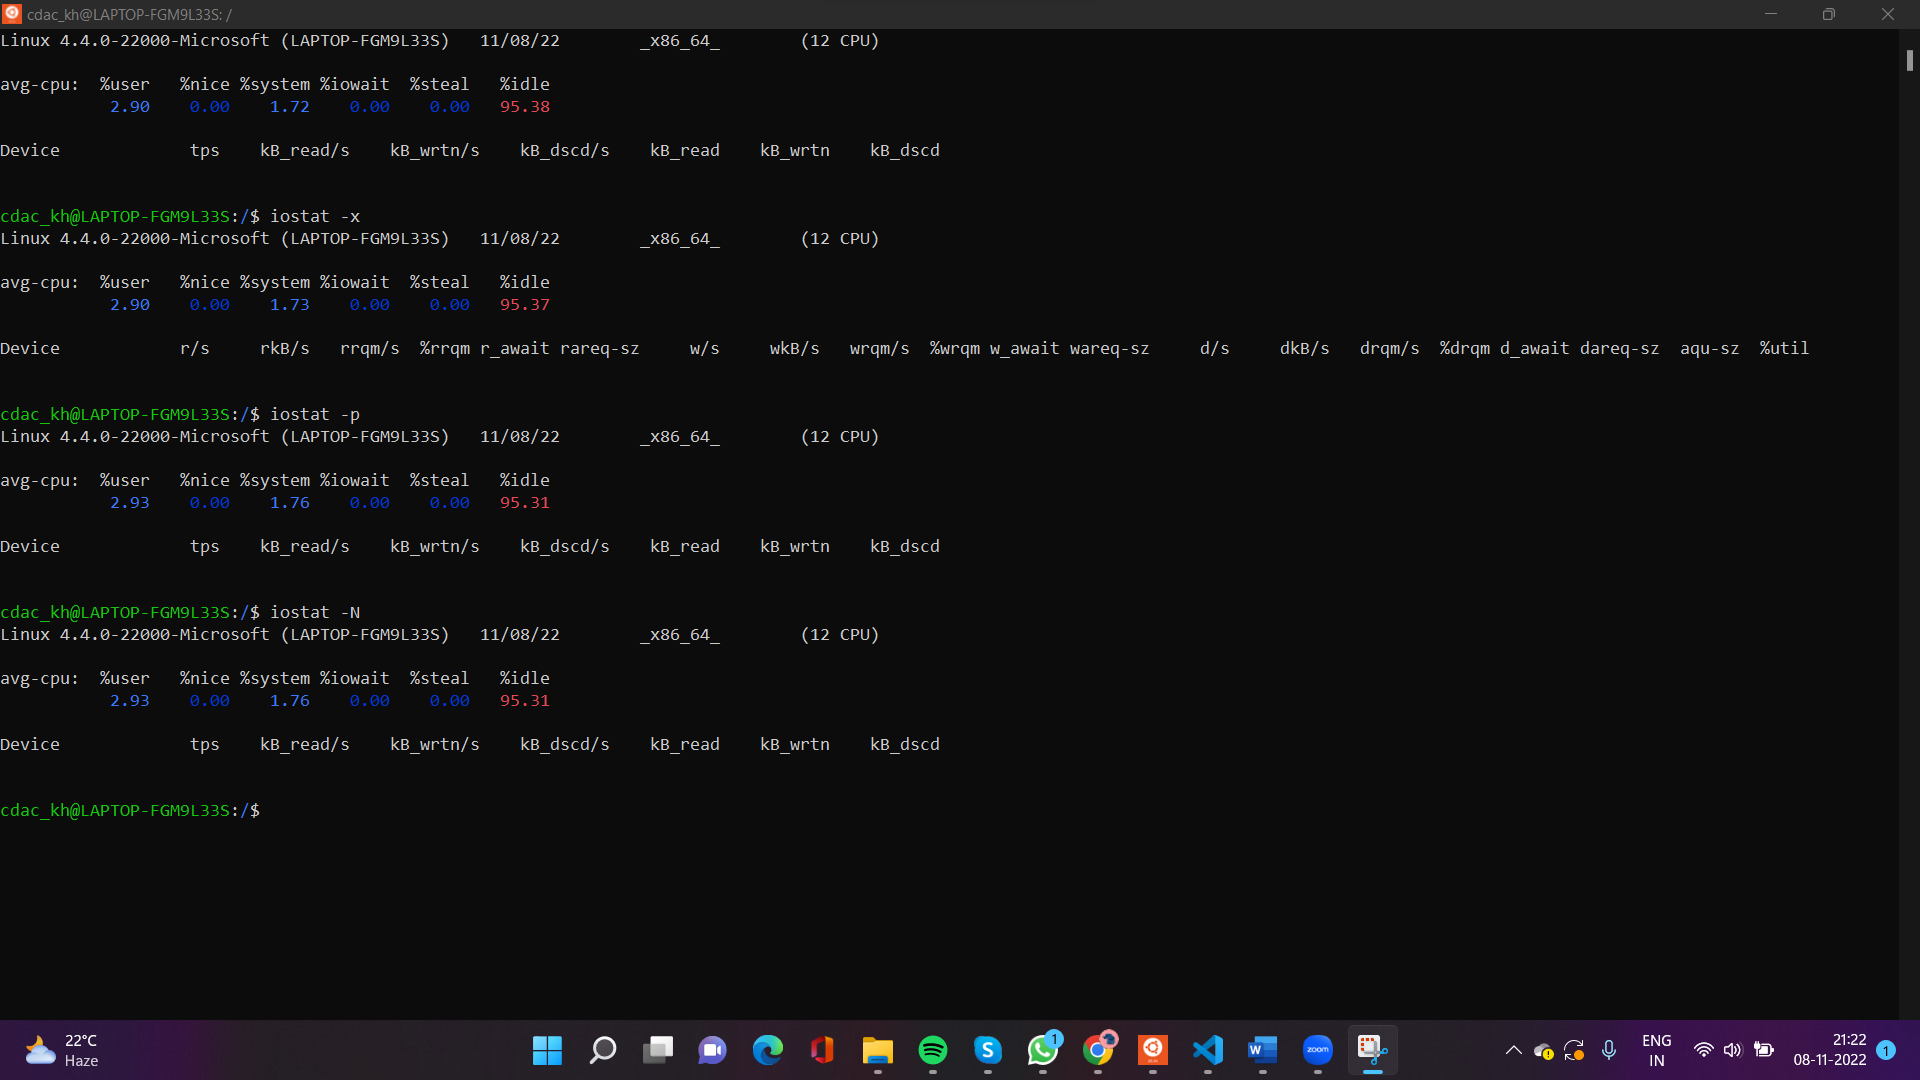 cdac_kh@LAPTOP-FGM9L33S: /
Linux 4.4.0-22000-Microsoft (LAPTOP-FGM9L33S)   11/08/22        _x86_64_        (12 CPU)
avg-cpu:  %user   %nice %system %iowait  %steal   %idle
           2.90    0.00    1.72    0.00    0.00   95.38
Device             tps    kB_read/s    kB_wrtn/s    kB_dscd/s    kB_read    kB_wrtn    kB_dscd
cdac_kh@LAPTOP-FGM9L33S:/$ iostat -x
Linux 4.4.0-22000-Microsoft (LAPTOP-FGM9L33S)   11/08/22        _x86_64_        (12 CPU)
avg-cpu:  %user   %nice %system %iowait  %steal   %idle
           2.90    0.00    1.73    0.00    0.00   95.37
Device            r/s     rkB/s   rrqm/s  %rrqm r_await rareq-sz     w/s     wkB/s   wrqm/s  %wrqm w_await wareq-sz     d/s     dkB/s   drqm/s  %drqm d_await dareq-sz  aqu-sz  %util
cdac_kh@LAPTOP-FGM9L33S:/$ iostat -p
Linux 4.4.0-22000-Microsoft (LAPTOP-FGM9L33S)   11/08/22        _x86_64_        (12 CPU)
avg-cpu:  %user   %nice %system %iowait  %steal   %idle
           2.93    0.00    1.76    0.00    0.00   95.31
Device             tps    kB_read/s    kB_wrtn/s    kB_dscd/s    kB_read    kB_wrtn    kB_dscd
cdac_kh@LAPTOP-FGM9L33S:/$ iostat -N
Linux 4.4.0-22000-Microsoft (LAPTOP-FGM9L33S)   11/08/22        _x86_64_        (12 CPU)
avg-cpu:  %user   %nice %system %iowait  %steal   %idle
           2.93    0.00    1.76    0.00    0.00   95.31
Device             tps    kB_read/s    kB_wrtn/s    kB_dscd/s    kB_read    kB_wrtn    kB_dscd
cdac_kh@LAPTOP-FGM9L33S:/$
22°C
Haze
S
1
W
zoom
ENG
IN
21:22
08-11-2022
1